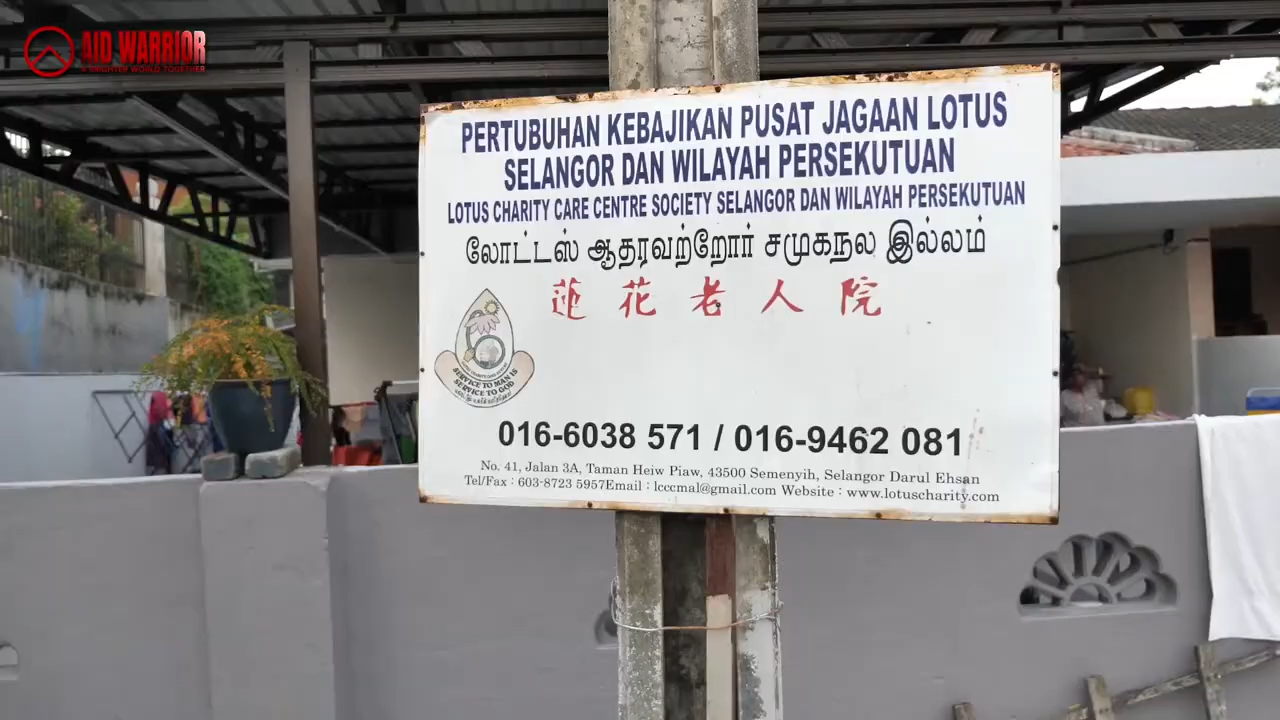 AID WARRIOR
A BRIGHTER WORLD TOGETHER
PERTUBUHAN KEBAJIKAN PUSAT JAGAAN LOTUS
SELANGOR DAN WILAYAH PERSEKUTUAN
LOTUS CHARITY CARE CENTRE SOCIETY SELANGOR DAN WILAYAH PERSEKUTUAN
லோட்டஸ் ஆதரவற்றோர் சமுகநல இல்லம்
莲花老人院
SERVICE TO MAN IS
SERVICE TO GOD
016-6038 571 / 016-9462 081
No. 41, Jalan 3A, Taman Heiw Piaw, 43500 Semenyih, Selangor Darul Ehsan
Tel/Fax : 603-8723 5957Email : lcccmal@gmail.com Website : www.lotuscharity.com